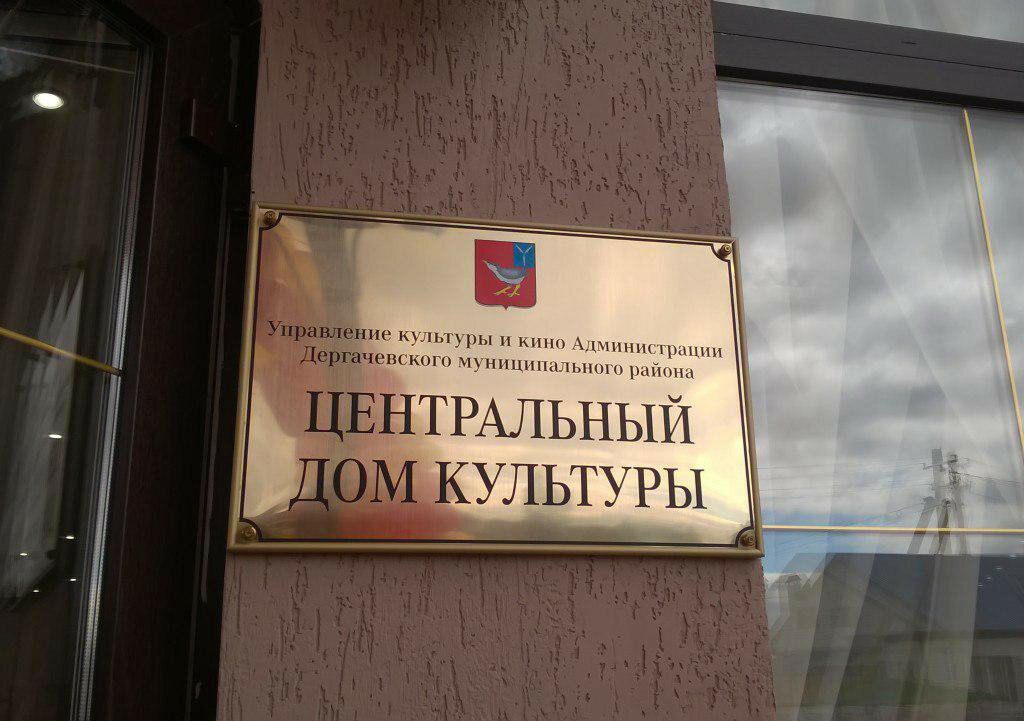 Управление культуры и кино Администрации
Дергачевского муниципального района
ЦЕНТРАЛЬНЫЙ
ДОМ КУЛЬТУРЫ